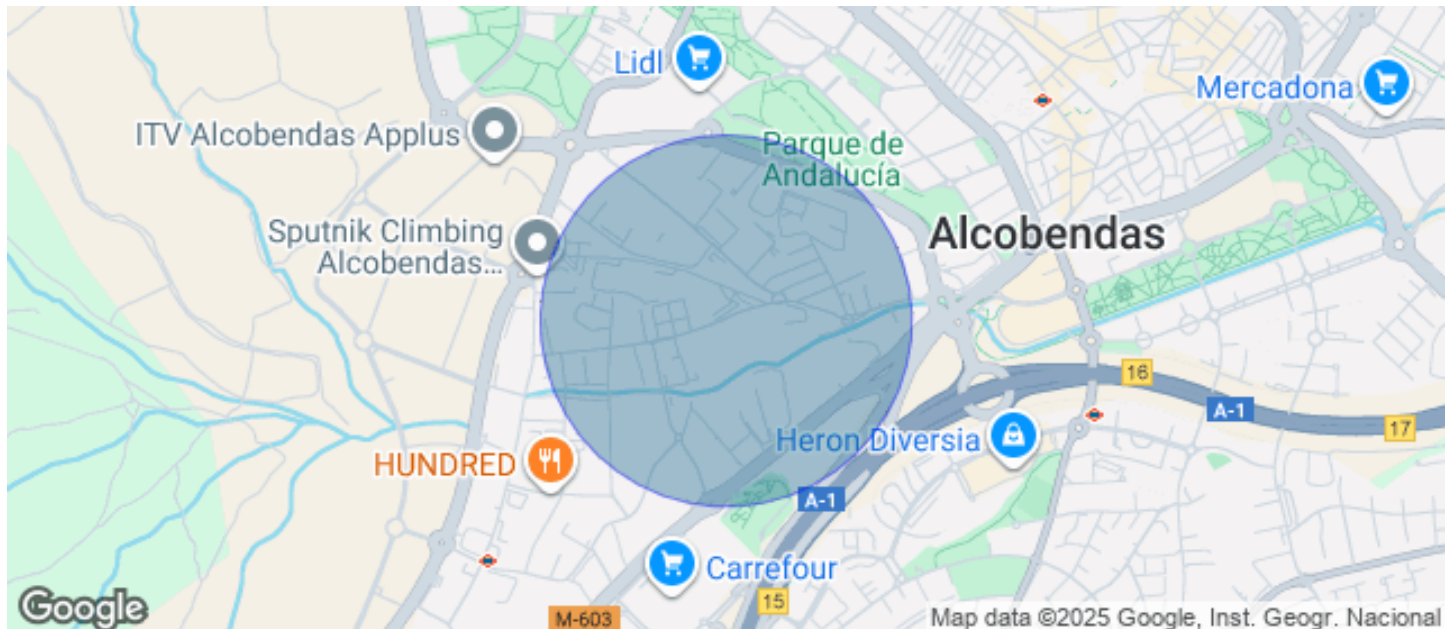 Lidl
Mercadona
ITV Alcobendas Applus
Parque de
Andalucía
Sputnik Climbing
Alcobendas...
Alcobendas
16
A-1
17
Heron Diversia
HUNDRED
A-1
Carrefour
15
Google
M-603
Map data ©2025 Google, Inst. Geogr. Nacional